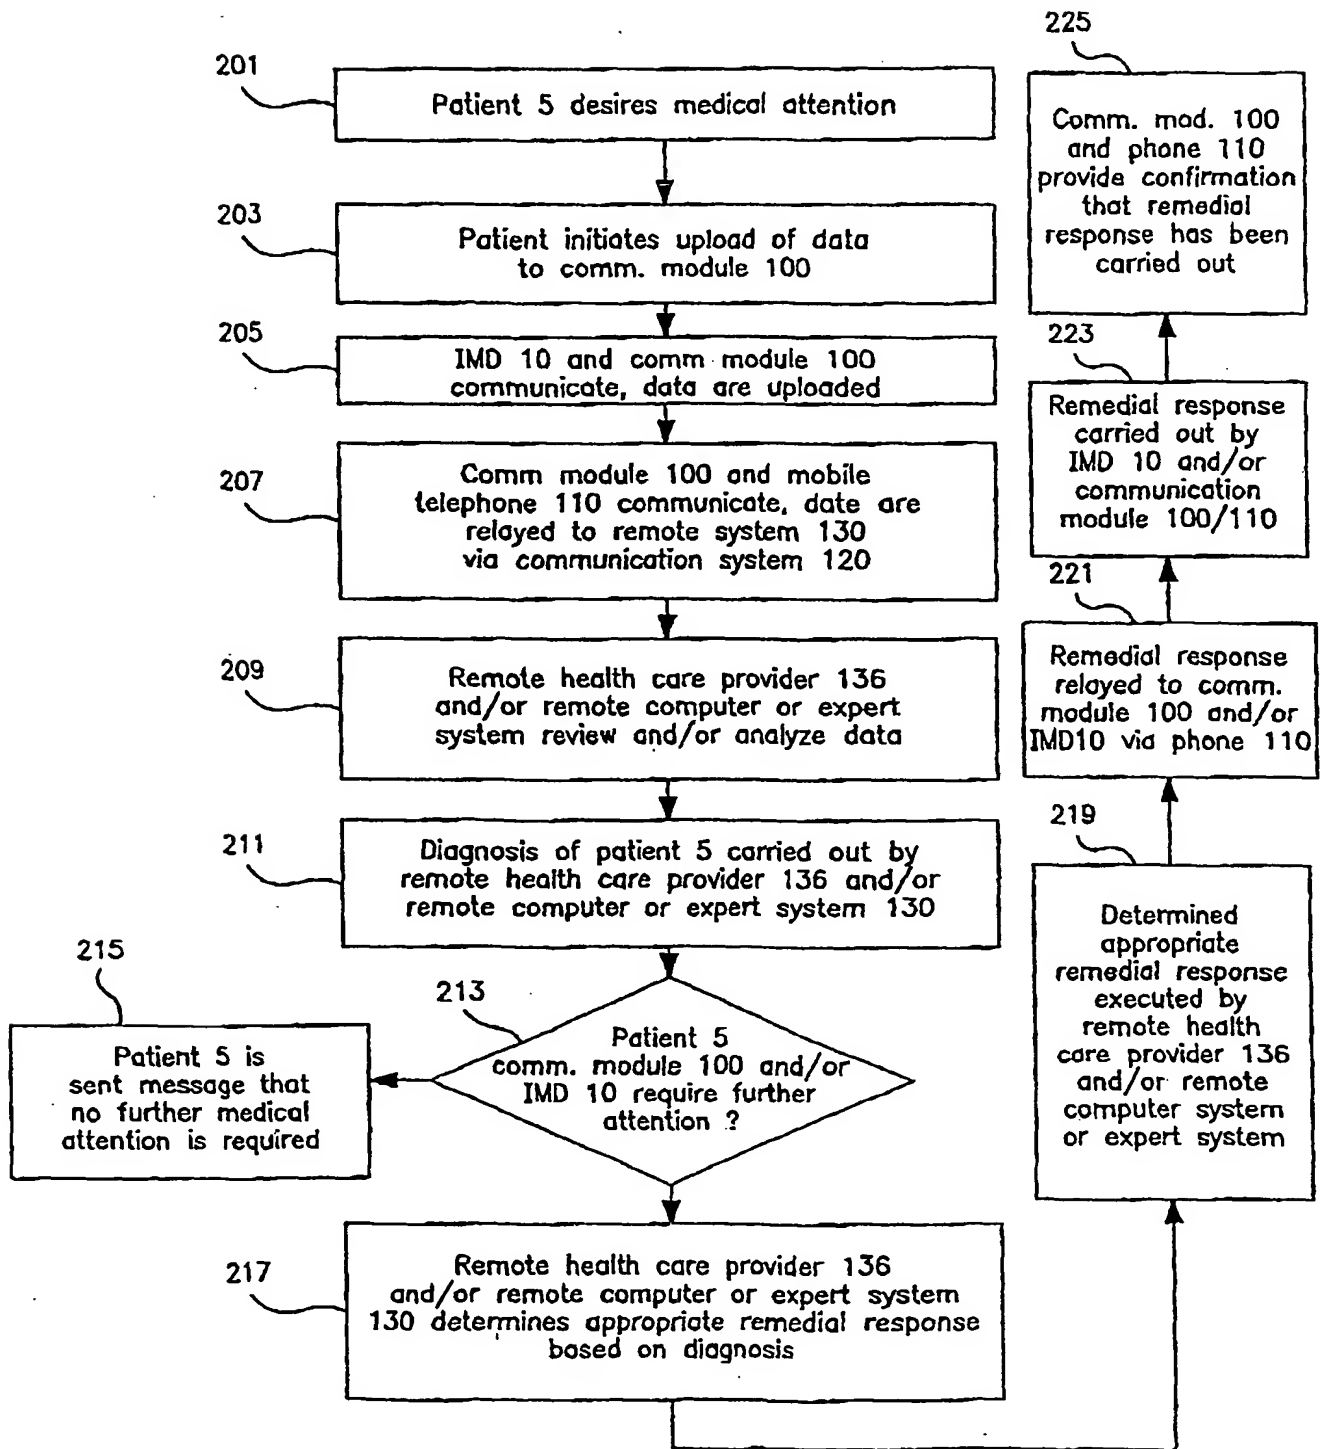 201
Patient 5 desires medical attention
203
Patient initiates upload of data
to comm. module 100
205
IMD 10 and comm module 100
communicate, data are uploaded
207
Comm module 100 and mobile
telephone 110 communicate, date are
relayed to remote system 130
via communication system 120
209
Remote health care provider 136
and/or remote computer or expert
system review and/or analyze data
211
Diagnosis of patient 5 carried out by
remote health care provider 136 and/or
remote computer or expert system 130
213
Patient 5
comm. module 100 and/or
IMD 10 require further
attention ?
215
Patient 5 is
sent message that
no further medical
attention is required
217
Remote health care provider 136
and/or remote computer or expert system
130 determines appropriate remedial response
based on diagnosis
219
Determined
appropriate
remedial response
executed by
remote health
care provider 136
and/or remote
computer system
or expert system
221
Remedial response
relayed to comm.
module 100 and/or
IMD10 via phone 110
223
Remedial response
carried out by
IMD 10 and/or
communication
module 100/110
225
Comm. mod. 100
and phone 110
provide confirmation
that remedial
response has been
carried out